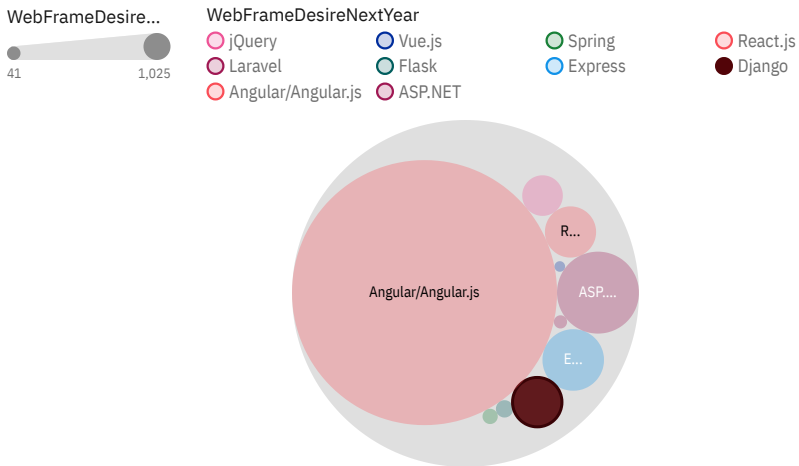 WebFrameDesire...
41
1,025
WebFrameDesireNextYear
jQuery Vue.js Spring React.js
Laravel Flask Express Django
Angular/Angular.js ASP.NET
R...
Angular/Angular.js
ASP....
E...